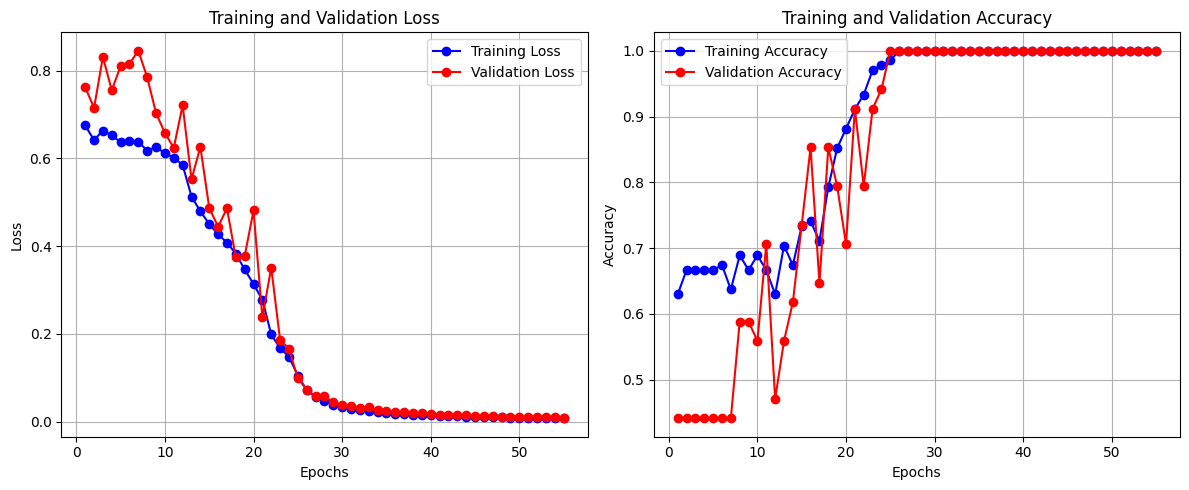 Training and Validation Loss
Training Loss
Validation Loss
0.8
0.6
0.4
0.2
0.0
Loss
0
10
20
30
40
50
Epochs
Training and Validation Accuracy
Training Accuracy
Validation Accuracy
1.0
0.9
0.8
0.7
0.6
0.5
Accuracy
0
10
20
30
40
50
Epochs